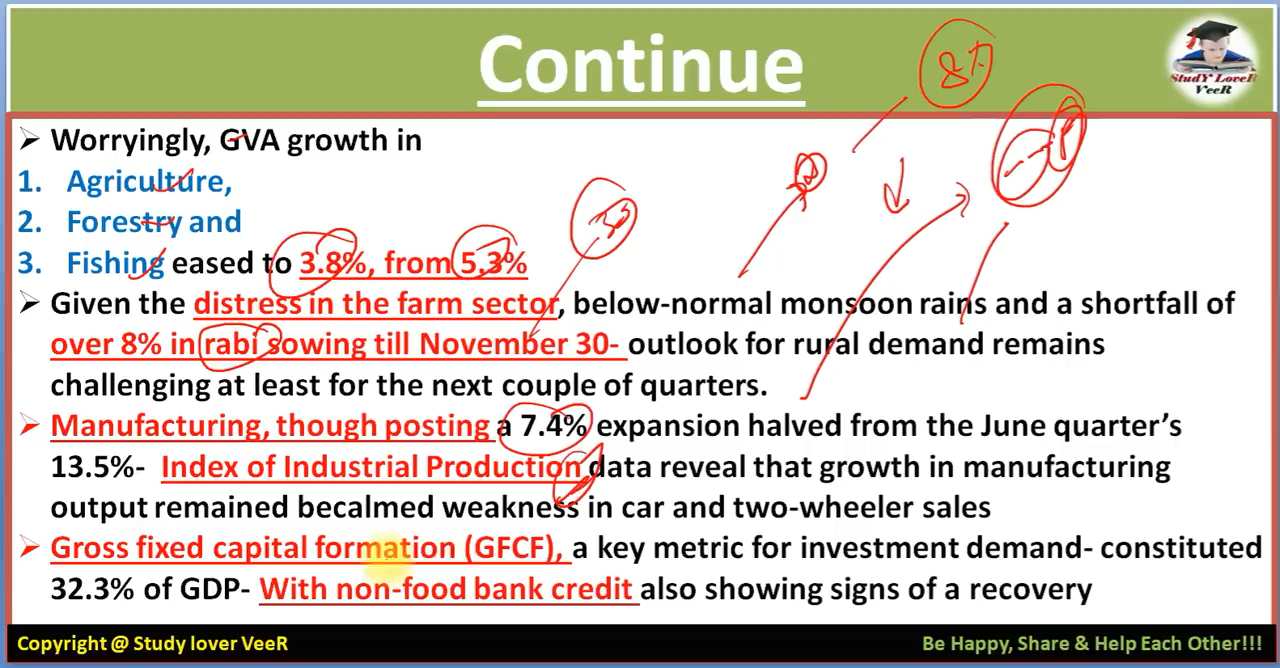 Continue
StudY LoveR
VeeR
8%
➢ Worryingly, GVA growth in
1. Agriculture,
2. Forestry and
3. Fishing eased to 3.8%, from 5.3%
➢ Given the distress in the farm sector, below-normal monsoon rains and a shortfall of
over 8% in rabi sowing till November 30- outlook for rural demand remains
challenging at least for the next couple of quarters.
➢ Manufacturing, though posting a 7.4% expansion halved from the June quarter’s
13.5%- Index of Industrial Production data reveal that growth in manufacturing
output remained becalmed weakness in car and two-wheeler sales
➢ Gross fixed capital formation (GFCF), a key metric for investment demand- constituted
32.3% of GDP- With non-food bank credit also showing signs of a recovery
Copyright @ Study lover VeeR
Be Happy, Share & Help Each Other!!!